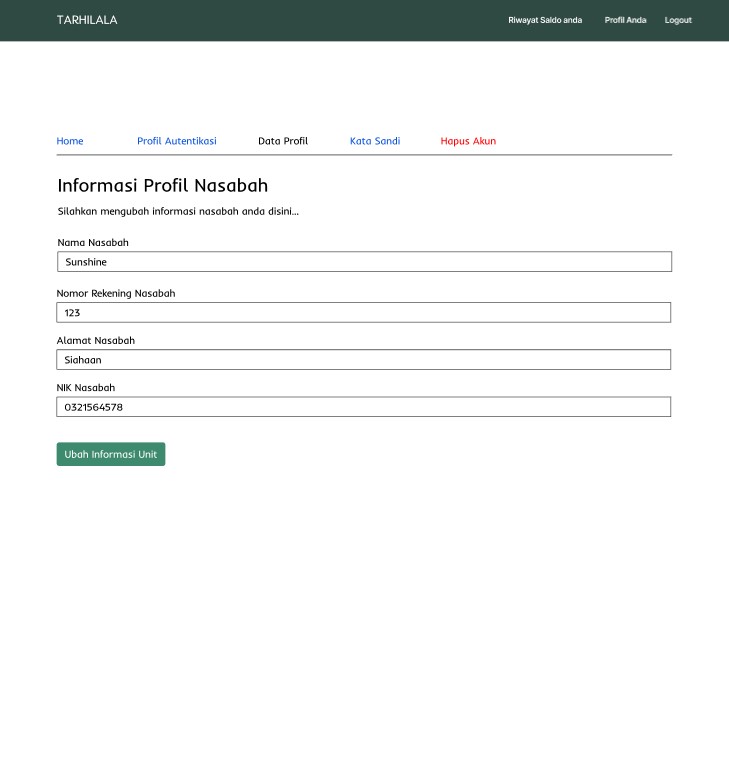 TARHILALA
Riwayat Saldo anda Profil Anda Logout
Home Profil Autentikasi Data Profil Kata Sandi Hapus Akun
Informasi Profil Nasabah
Silahkan mengubah informasi nasabah anda disini...
Nama Nasabah
Sunshine
Nomor Rekening Nasabah
123
Alamat Nasabah
Siahaan
NIK Nasabah
0321564578
Ubah Informasi Unit